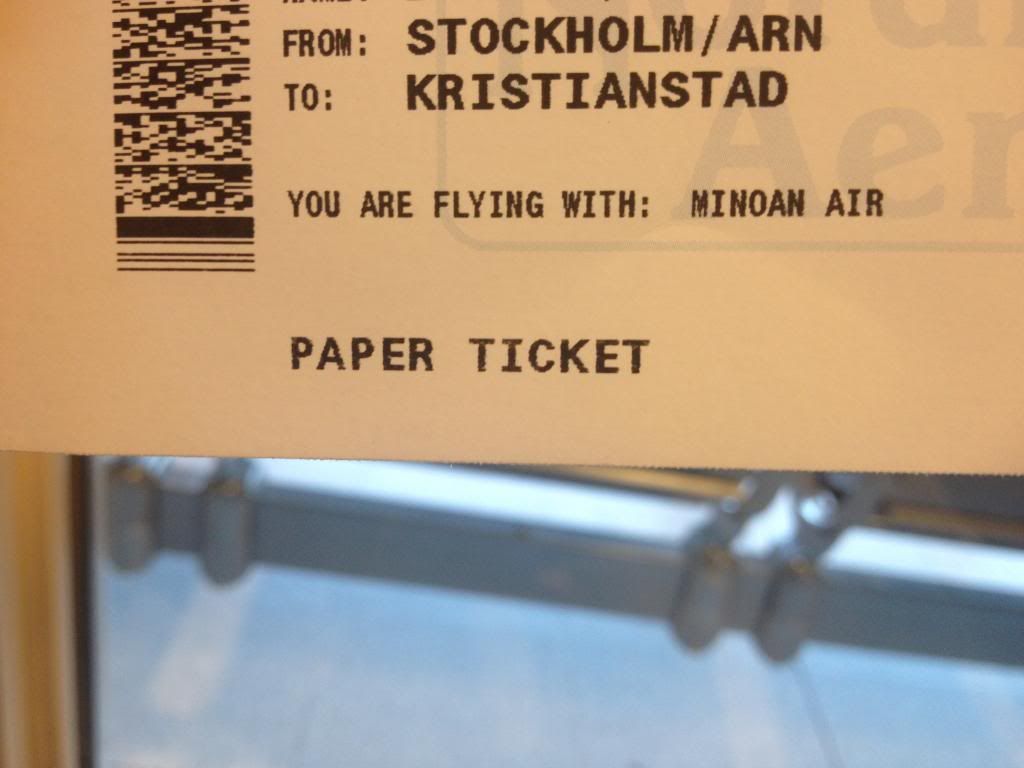 FROM: STOCKHOLM/ARN
TO: KRISTIANSTAD
YOU ARE FLYING WITH: MINOAN AIR
PAPER TICKET